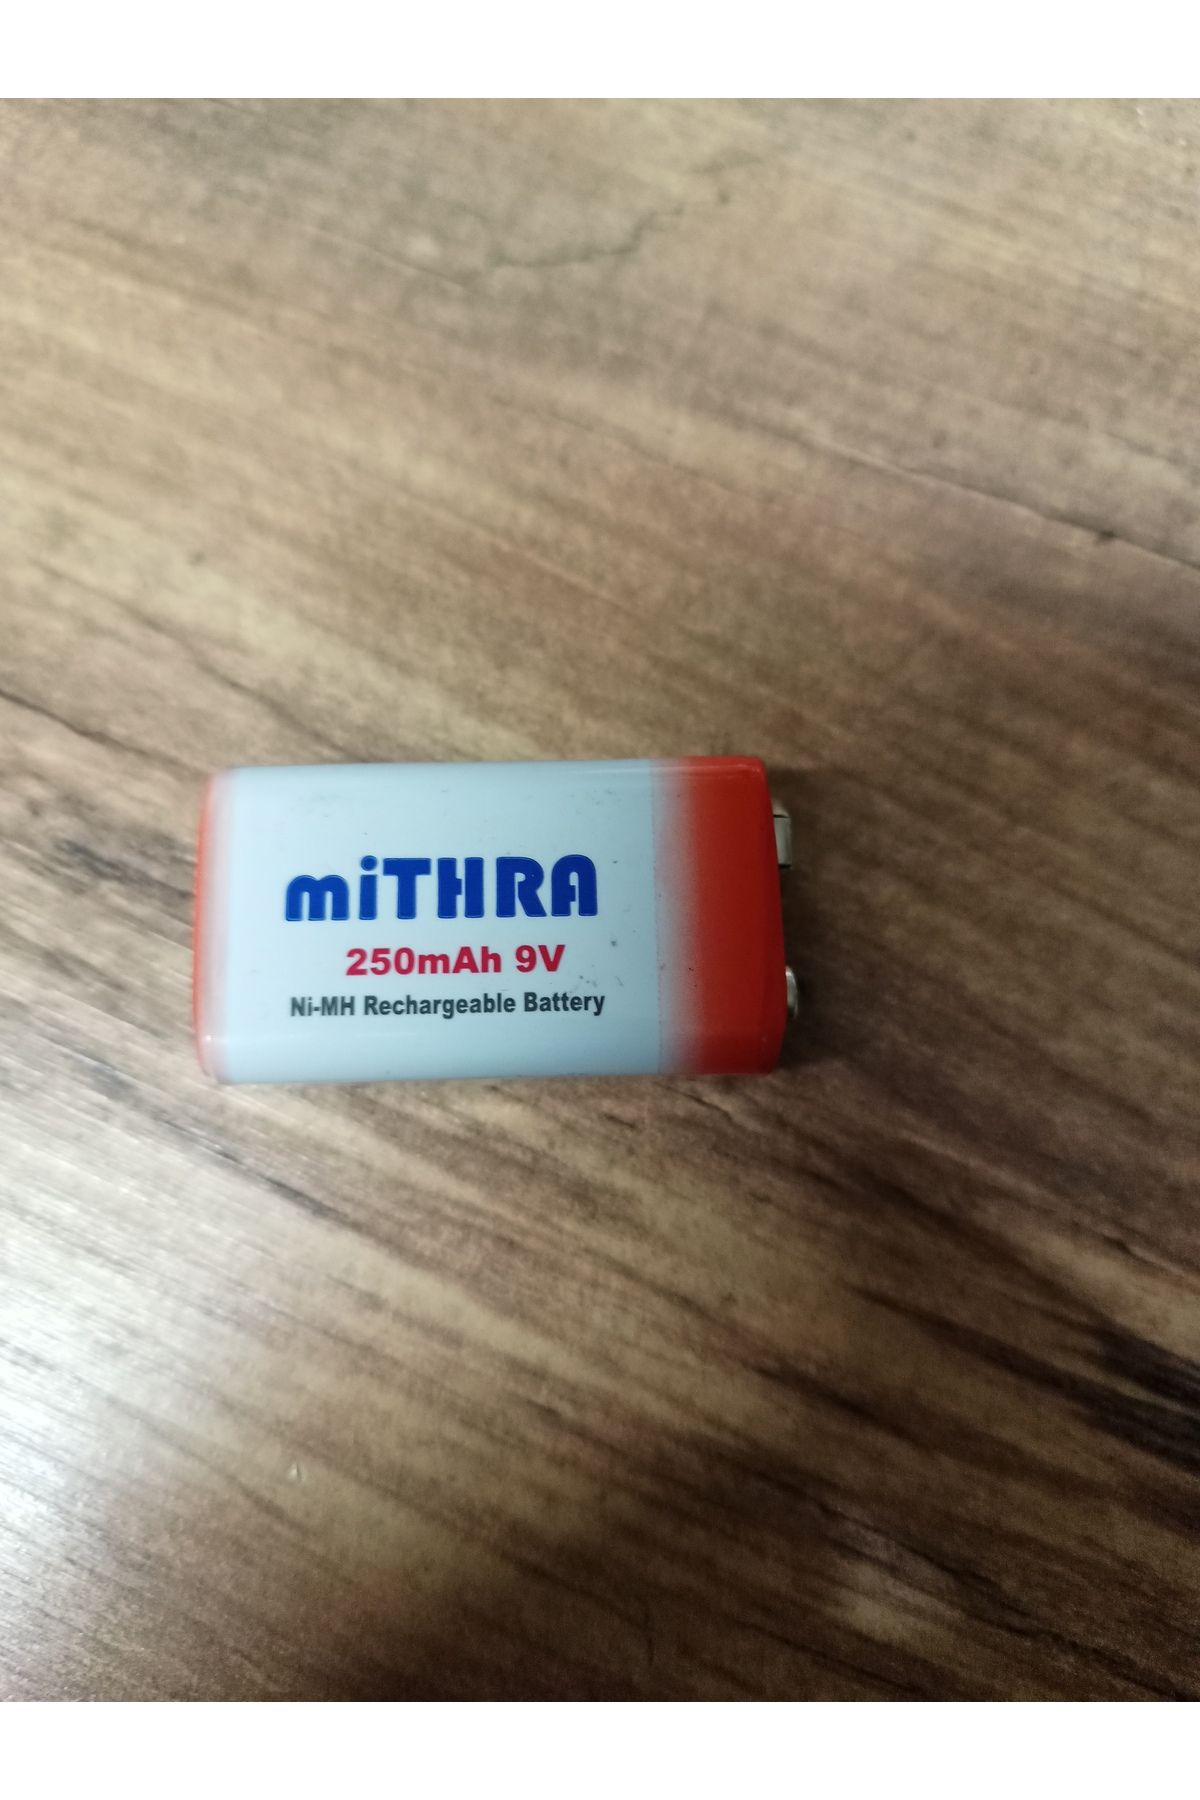 miTHRA
250mAh 9V
Ni-MH Rechargeable Battery